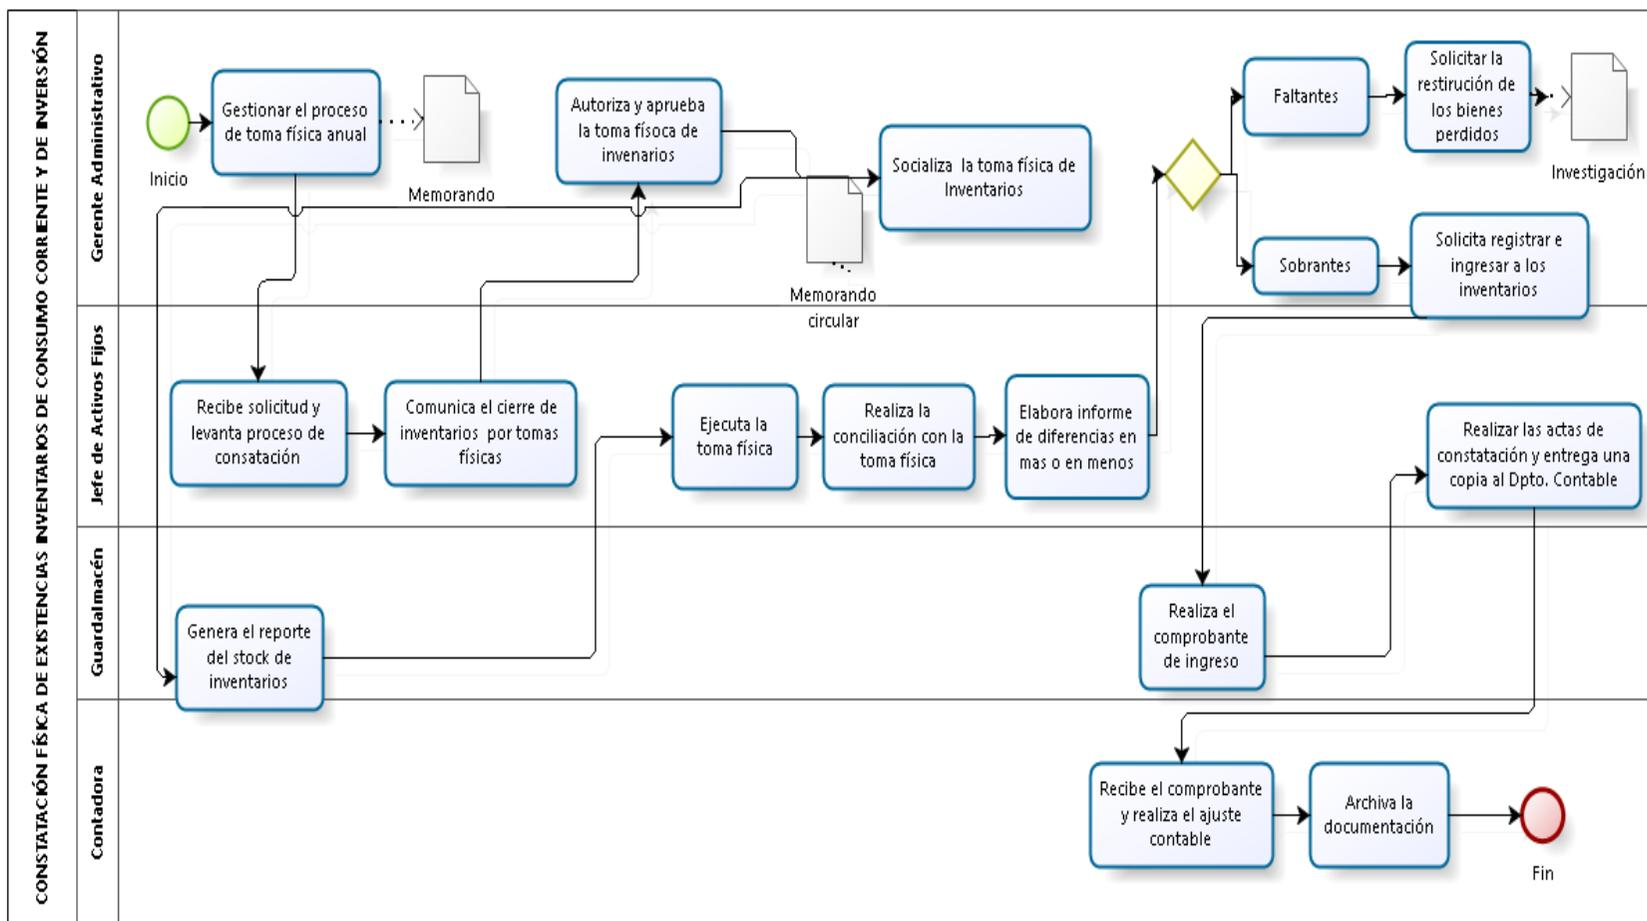 CONSTATACIÓN FÍSICA DE EXISTENCIAS INVENTARIOS DE CONSUMO CORRIENTE Y DE INVERSIÓN
Gerente Administrativo
Inicio
Gestionar el proceso
de toma física anual
Memorando
Autoriza y aprueba
la toma físoca de
invenarios
Memorando
circular
Socializa la toma física de
Inventarios
Faltantes
Solicitar la
restirución de
los bienes
perdidos
Investigación
Sobrantes
Solicita registrar e
ingresar a los
inventarios
Jefe de Activos Fijos
Recibe solicitud y
levanta proceso de
consatación
Comunica el cierre de
inventarios por tomas
físicas
Ejecuta la
toma física
Realiza la
conciliación con la
toma física
Elabora informe
de diferencias en
mas o en menos
Realizar las actas de
constatación y entrega una
copia al Dpto. Contable
Guardalmacén
Genera el reporte
del stock de
inventarios
Realiza el
comprobante
de ingreso
Contadora
Recibe el comprobante
y realiza el ajuste
contable
Archiva la
documentación
Fin